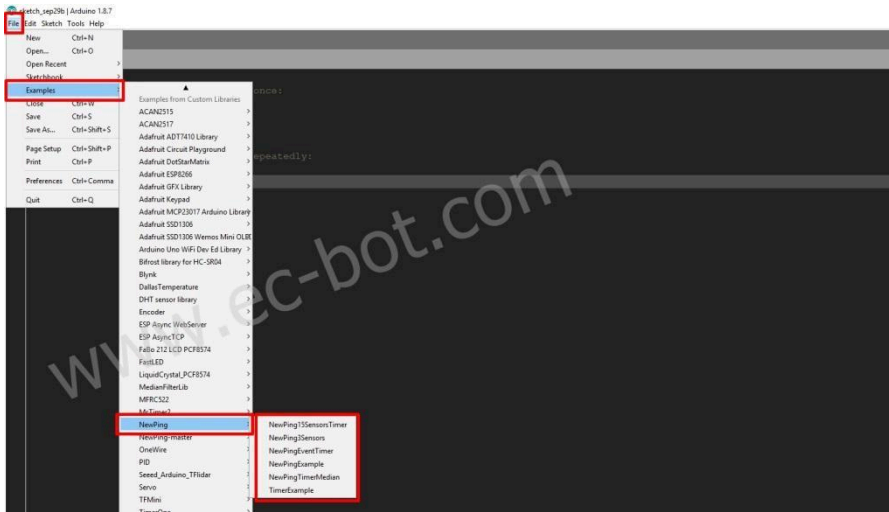 sketch_sep29b | Arduino 1.8.7
File Edit Sketch Tools Help
New Ctrl+N
Open... Ctrl+O
Open Recent
Sketchbook
Examples
Close Ctrl+W
Save Ctrl+S
Save As... Ctrl+Shift+S
Page Setup Ctrl+Shift+P
Print Ctrl+P
Preferences Ctrl+Comma
Quit Ctrl+Q
once:
repeatedly:
Examples from Custom Libraries
ACAN2515
ACAN2517
Adafruit ADT7410 Library
Adafruit Circuit Playground
Adafruit DotStarMatrix
Adafruit ESP8266
Adafruit GFX Library
Adafruit Keypad
Adafruit MCP23017 Arduino Library
Adafruit SSD1306
Adafruit SSD1306 Wemos Mini OLED
Arduino Uno WiFi Dev Ed Library
Bifrost library for HC-SR04
Blynk
DallasTemperature
DHT sensor library
Encoder
ESP Async WebServer
ESP AsyncTCP
Fallo 212 LCD PCF8574
FastLED
LiquidCrystal_PCF8574
MedianFilterLib
MFRC522
MsTimer2
NewPing
NewPing-master
OneWire
PID
Seeed_Arduino_TFlidar
Servo
TFMini
TimerOne
NewPing15SensorsTimer
NewPing3Sensors
NewPingEventTimer
NewPingExample
NewPingTimerMedian
TimerExample
www.ec-bot.com